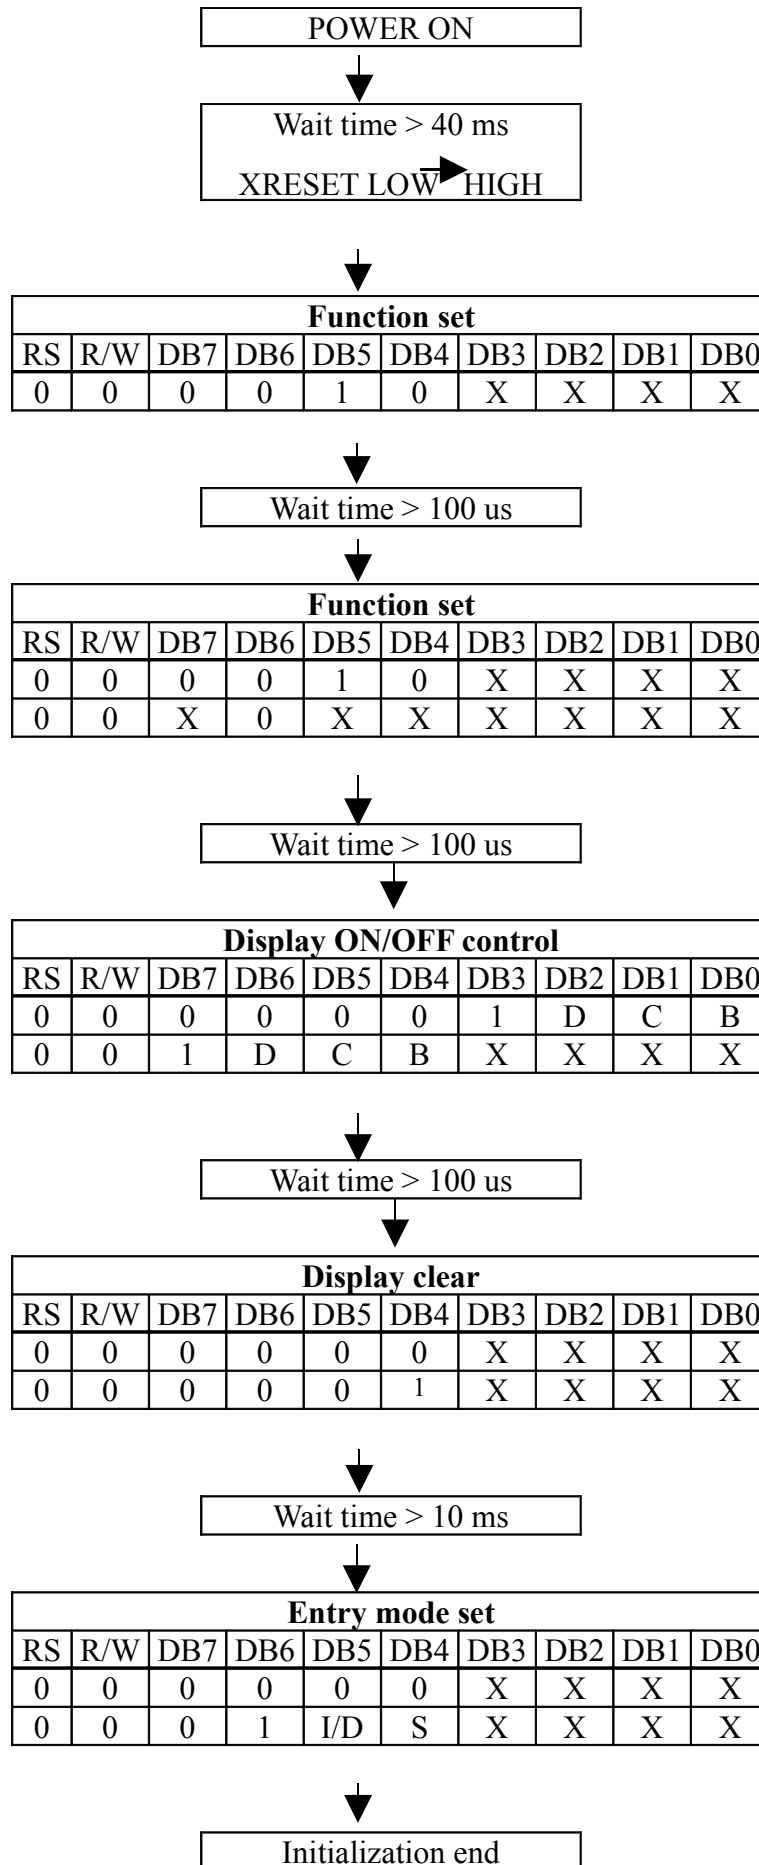 POWER ON
Wait time > 40 ms
XRESET LOW HIGH
Function set
RS R/W DB7 DB6 DB5 DB4 DB3 DB2 DB1 DB0
0 0 0 0 1 0 X X X X
Wait time > 100 us
Function set
RS R/W DB7 DB6 DB5 DB4 DB3 DB2 DB1 DB0
0 0 0 0 1 0 X X X X
0 0 X 0 X X X X X X
Wait time > 100 us
Display ON/OFF control
RS R/W DB7 DB6 DB5 DB4 DB3 DB2 DB1 DB0
0 0 0 0 0 0 1 D C B
0 0 1 D C B X X X X
Wait time > 100 us
Display clear
RS R/W DB7 DB6 DB5 DB4 DB3 DB2 DB1 DB0
0 0 0 0 0 0 X X X X
0 0 0 0 0 1 X X X X
Wait time > 10 ms
Entry mode set
RS R/W DB7 DB6 DB5 DB4 DB3 DB2 DB1 DB0
0 0 0 0 0 0 X X X X
0 0 0 1 I/D S X X X X
Initialization end